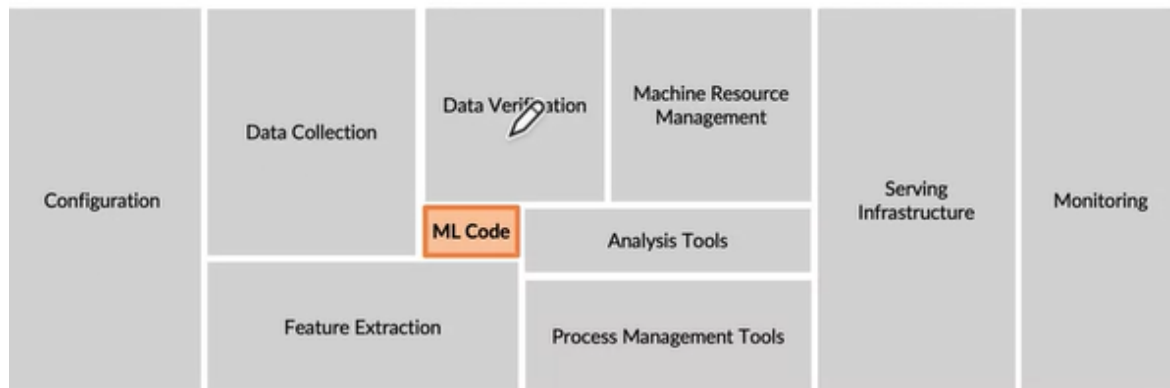 Configuration
Data Collection
Data Verification
Machine Resource
Management
ML Code
Analysis Tools
Feature Extraction
Process Management Tools
Serving
Infrastructure
Monitoring